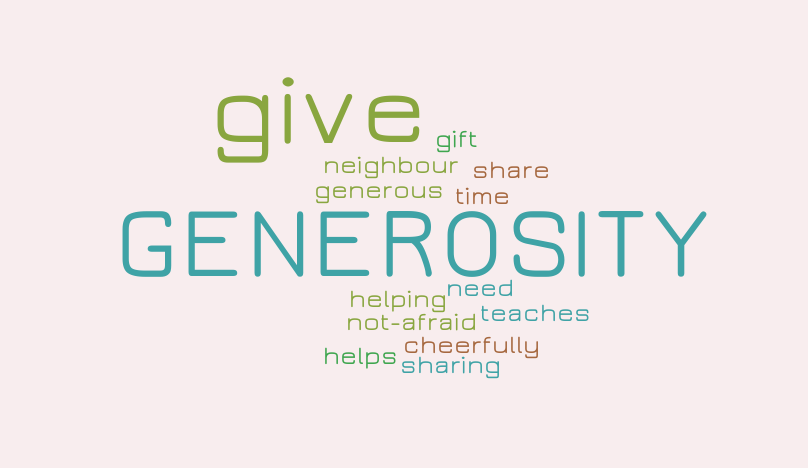 give
gift
neighbour
share
generous
time
GENEROSITY
need
helping
teaches
not-afraid
cheerfully
helps
sharing